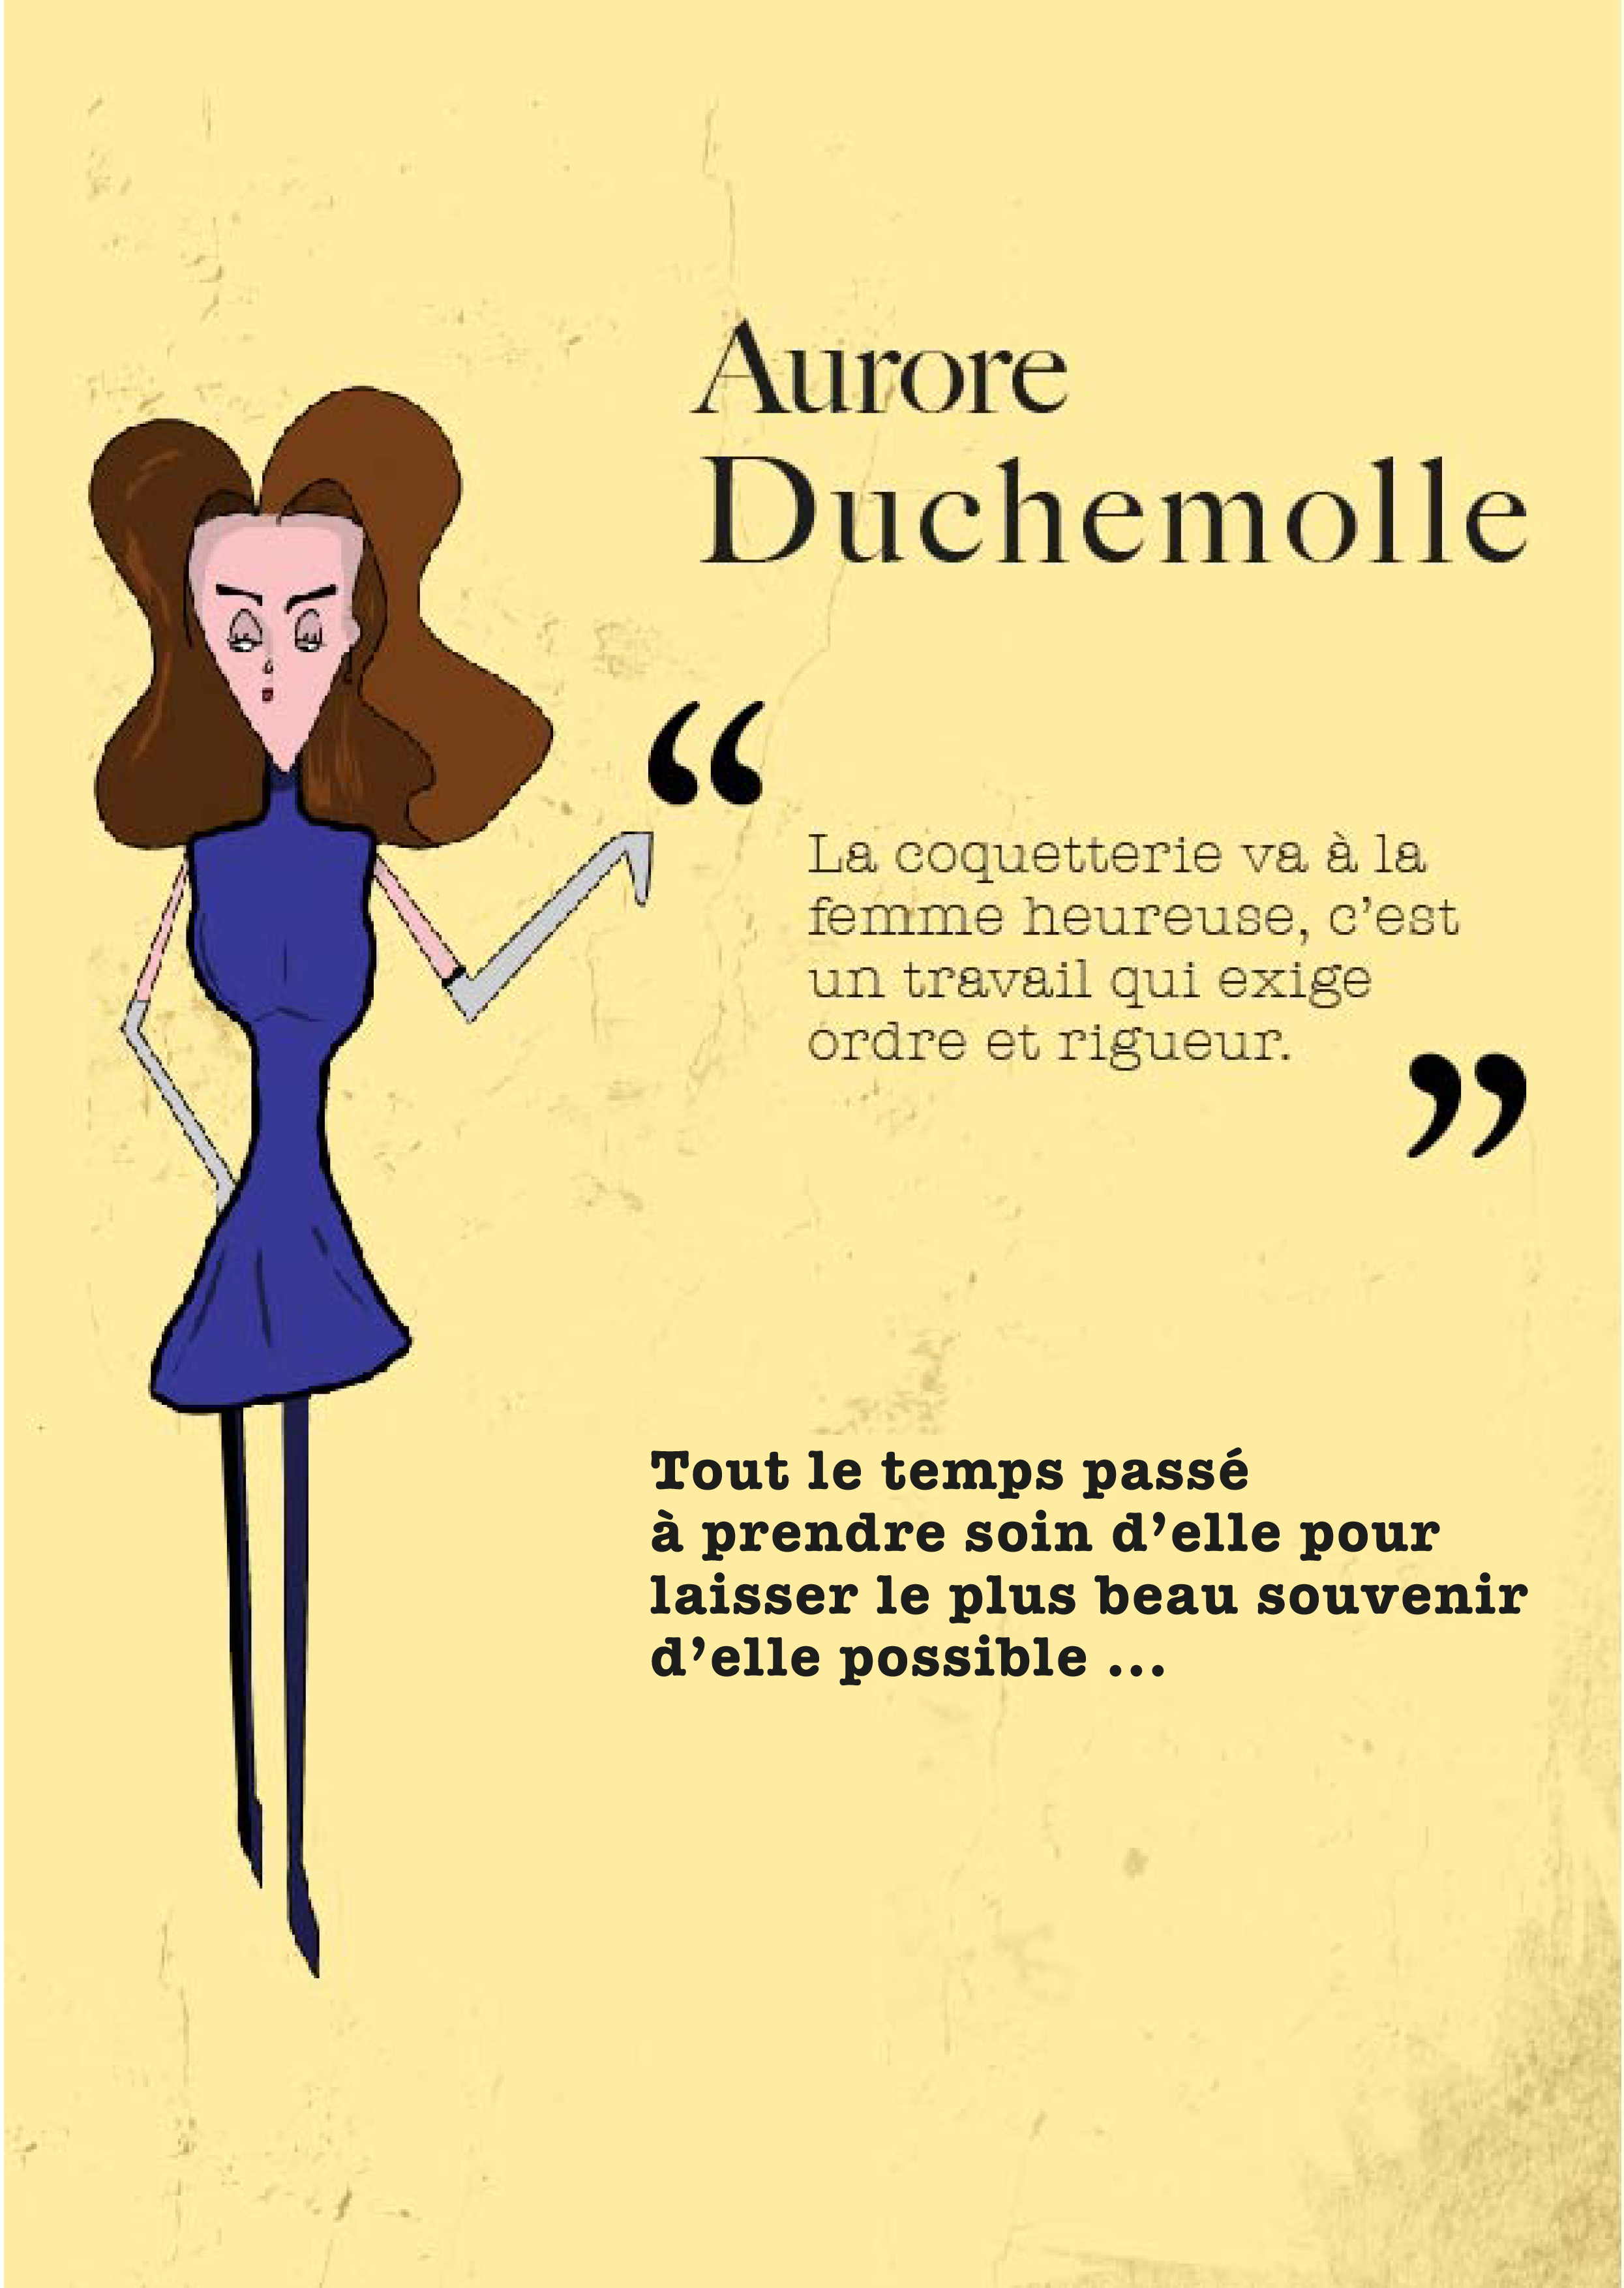 Aurore
Duchemolle
“
La coquetterie va à la
femme heureuse, c’est
un travail qui exige
ordre et rigueur.
”
Tout le temps passé
à prendre soin d’elle pour
laisser le plus beau souvenir
d’elle possible ...